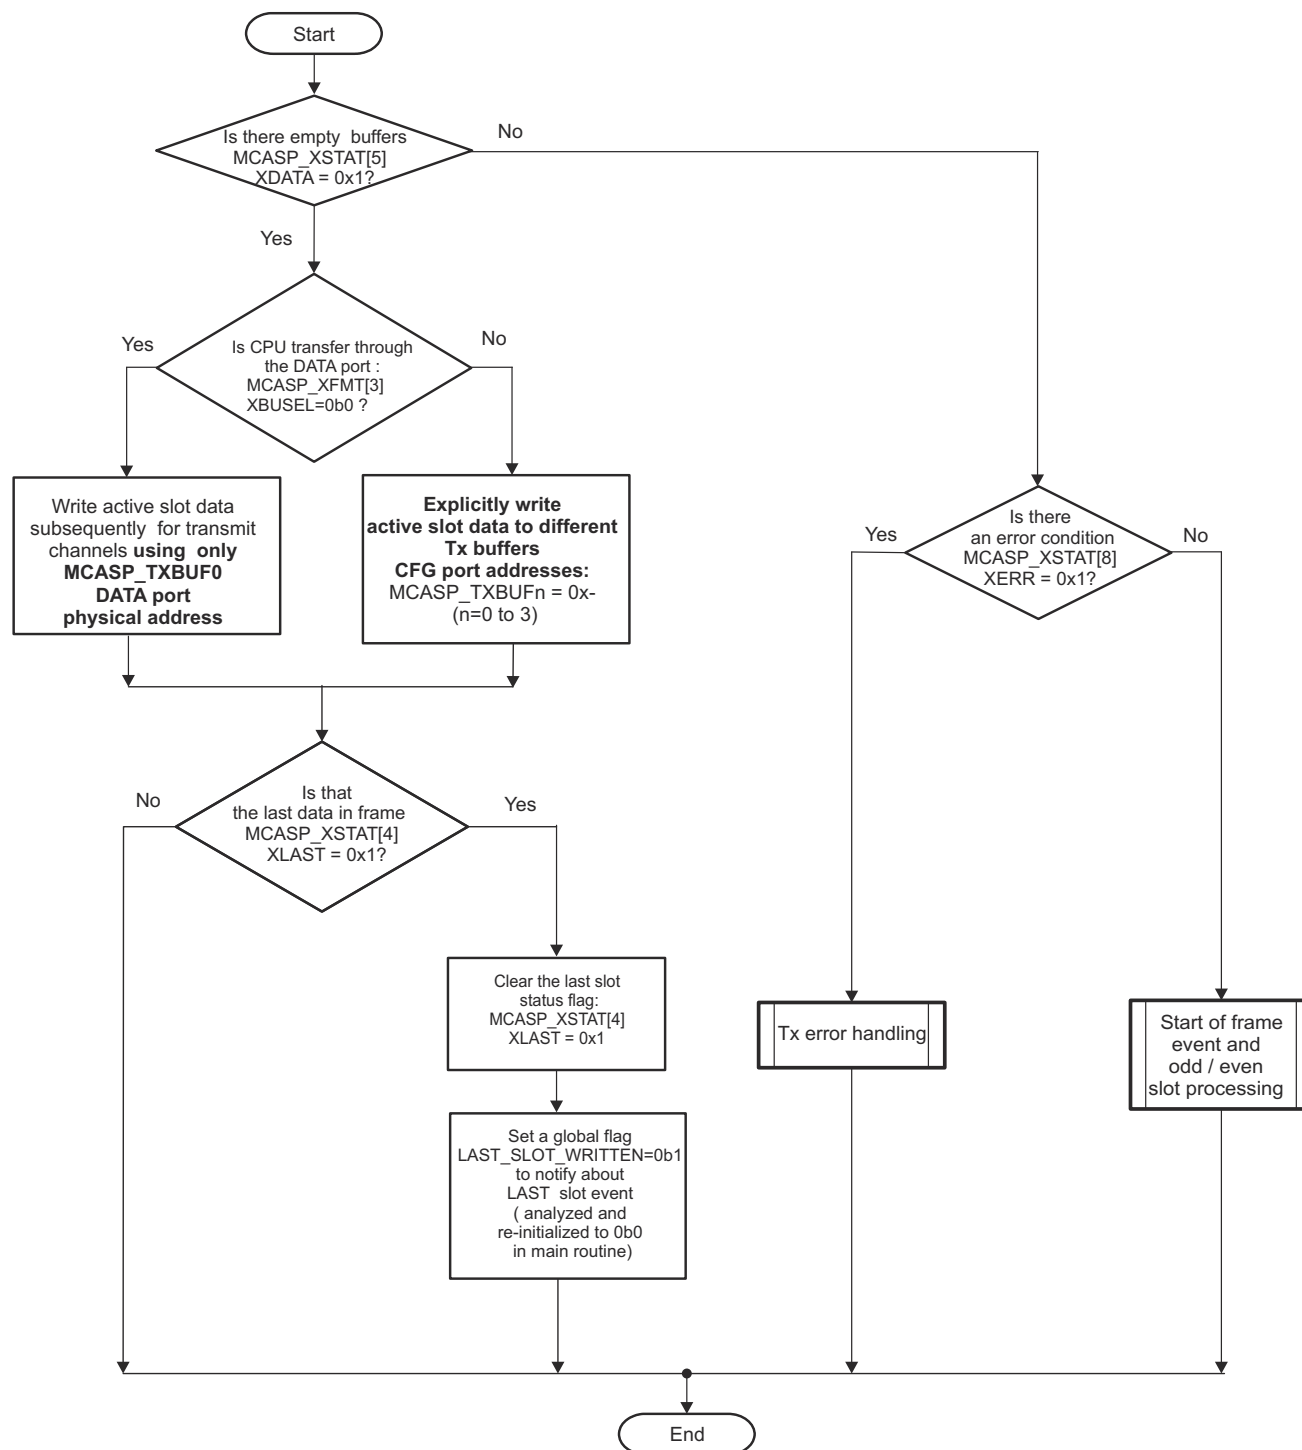 Start
Is there empty buffers
MCASP_XSTAT[5]
XDATA = 0x1?
No
Yes
Is CPU transfer through
the DATA port :
MCASP_XFMT[3]
XBUSEL=0b0 ?
Yes
No
Write active slot data
subsequently for transmit
channels using only
MCASP_TXBUF0
DATA port
physical address
Explicitly write
active slot data to different
Tx buffers
CFG port addresses:
MCASP_TXBUFn = 0x-
(n=0 to 3)
Is there
an error condition
MCASP_XSTAT[8]
XERR = 0x1?
Yes
No
Is that
the last data in frame
MCASP_XSTAT[4]
XLAST = 0x1?
No
Yes
Clear the last slot
status flag:
MCASP_XSTAT[4]
XLAST = 0x1
Tx error handling
Start of frame
event and
odd / even
slot processing
Set a global flag
LAST_SLOT_WRITTEN=0b1
to notify about
LAST slot event
( analyzed and
re-initialized to 0b0
in main routine)
End